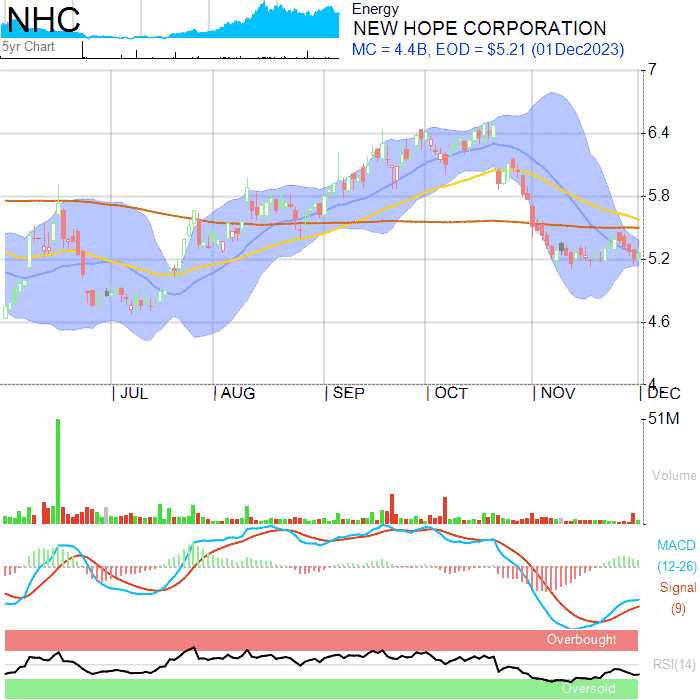 NHC
Energy
NEW HOPE CORPORATION
MC = 4.4B, EOD = $5.21 (01Dec2023)
5yr Chart
7
6.4
5.8
5.2
4.6
4
JUL AUG SEP OCT NOV DEC
51M
Volume
MACD
(12-26)
Signal
(9)
Overbought
RSI(14)
Oversold